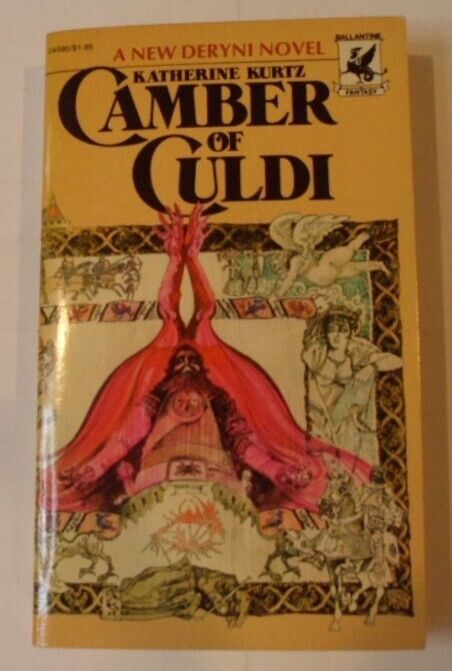 24590/$1.95
A NEW DERYNI NOVEL
BALLANTINE
FANTASY
KATHERINE KURTZ
CAMBER
OF
CULDI